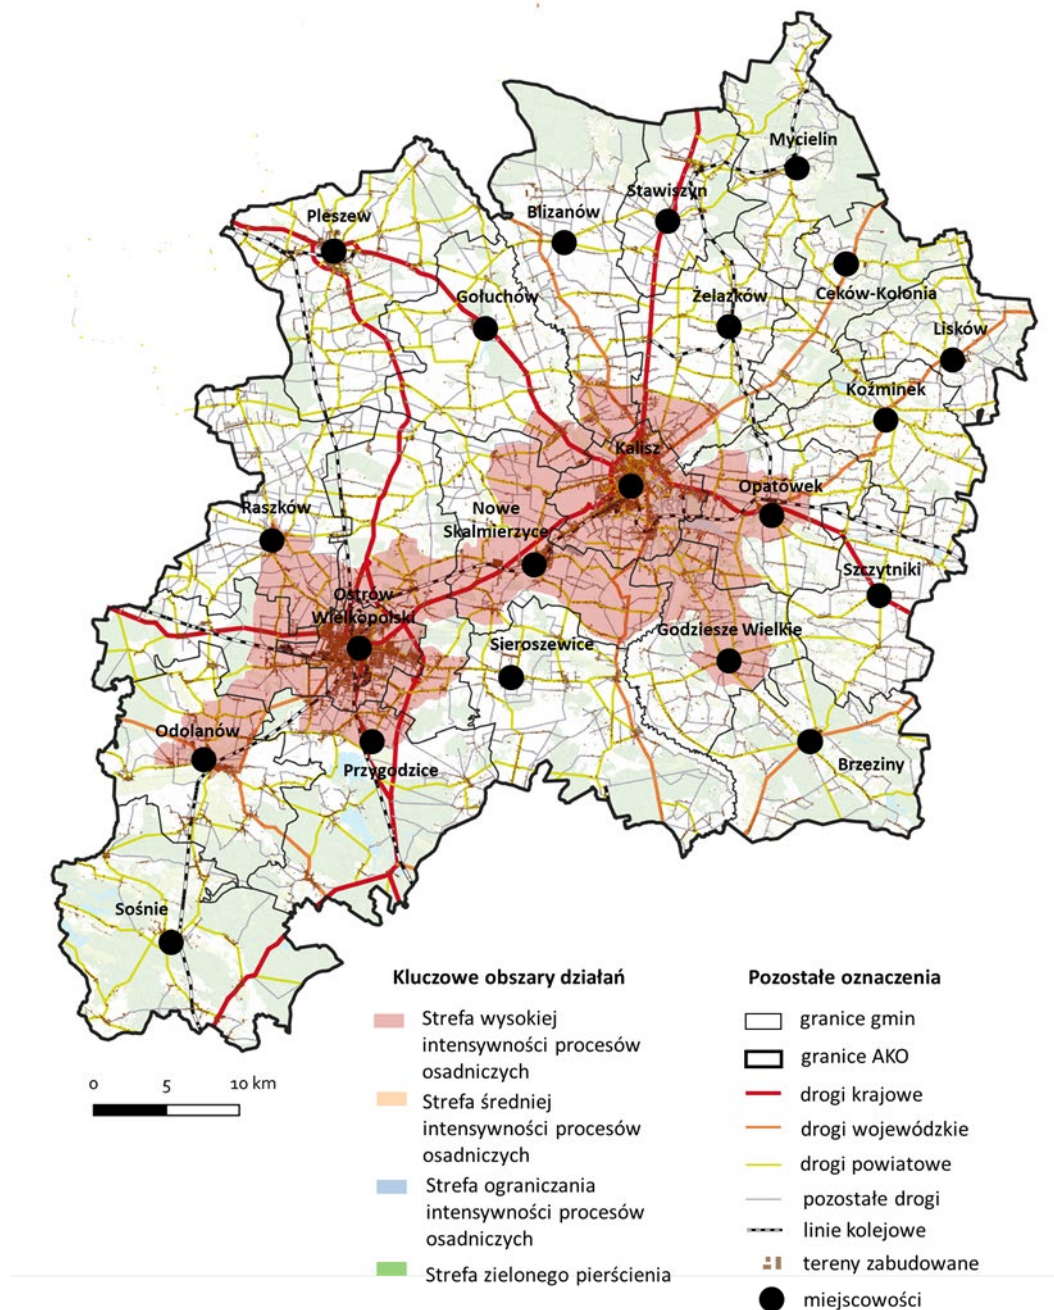 Mycielin
Stawiszyn
Blizanów
Pleszew
Ceków-Kolonia
Gołuchów
Żelazków
Lisków
Koźminek
Kalisz
Opatówek
Raszków
Nowe
Skalmierzyce
Szczytniki
Ostrów
Wielkopolski
Godziesze Wielkie
Sieroszewice
Odolanów
Przygodzice
Brzeziny
Sośnie
0 5 10 km
Kluczowe obszary działań
Strefa wysokiej
intensywności procesów
osadniczych
Strefa średniej
intensywności procesów
osadniczych
Strefa ograniczania
intensywności procesów
osadniczych
Strefa zielonego pierścienia
Pozostałe oznaczenia
granice gmin
granice AKO
drogi krajowe
drogi wojewódzkie
drogi powiatowe
pozostałe drogi
linie kolejowe
tereny zabudowane
miejscowości